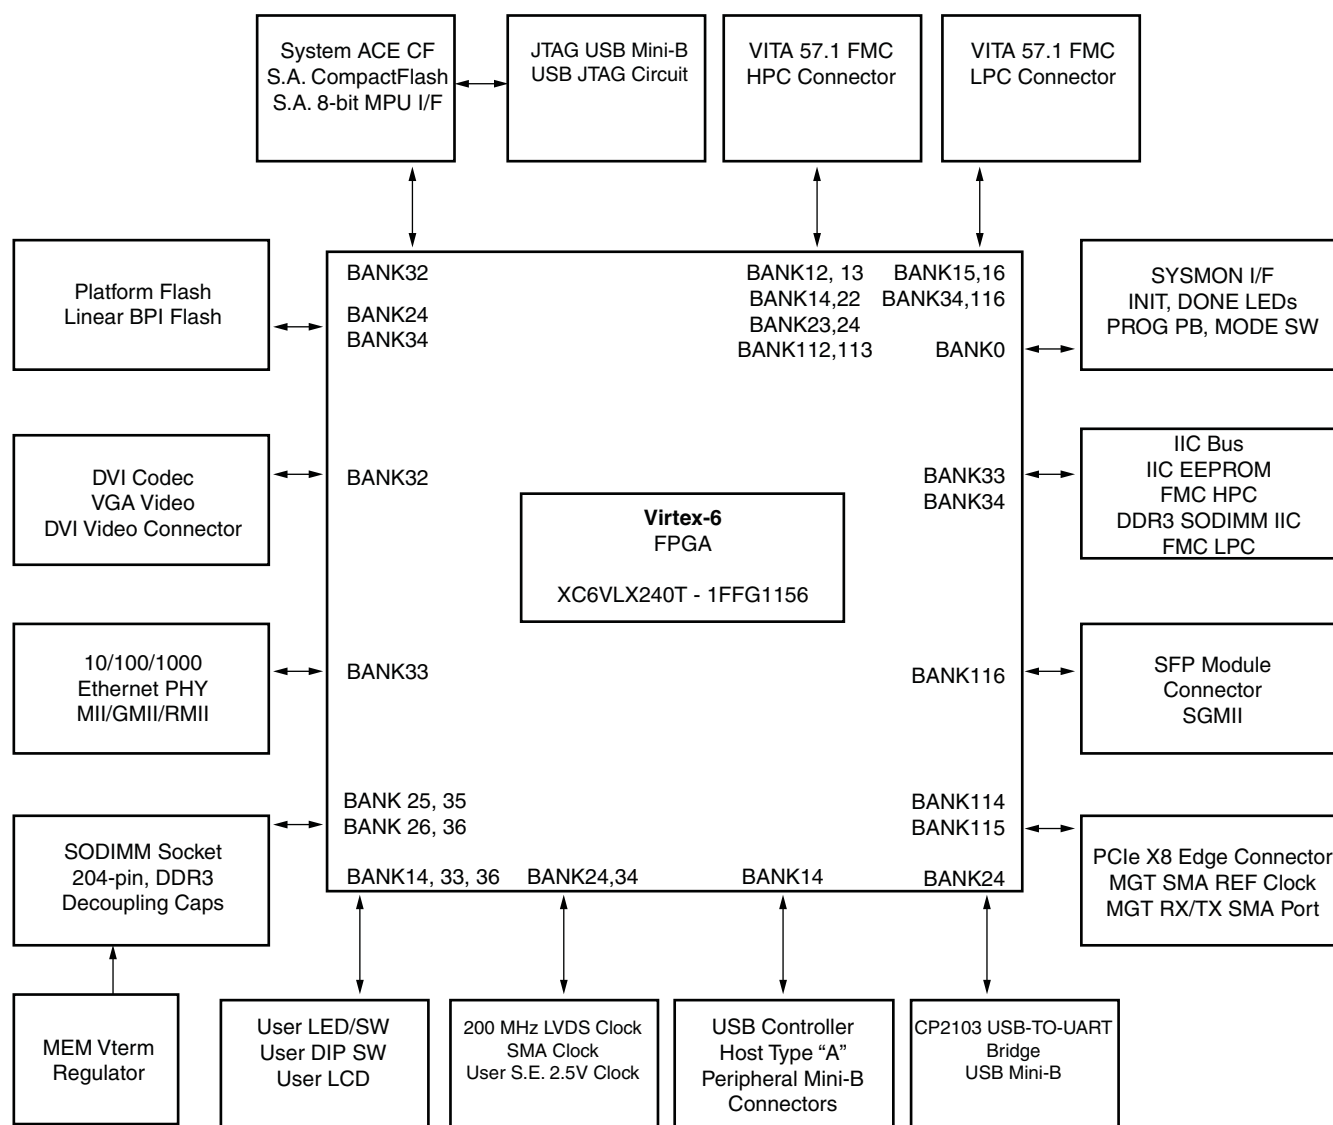 System ACE CF
S.A. CompactFlash
S.A. 8-bit MPU I/F
JTAG USB Mini-B
USB JTAG Circuit
VITA 57.1 FMC
HPC Connector
VITA 57.1 FMC
LPC Connector
Platform Flash
Linear BPI Flash
BANK32
BANK24
BANK34
BANK12, 13
BANK14,22
BANK23,24
BANK112,113
BANK15,16
BANK34,116
BANK0
SYSMON I/F
INIT, DONE LEDs
PROG PB, MODE SW
DVI Codec
VGA Video
DVI Video Connector
BANK32
Virtex-6
FPGA
XC6VLX240T - 1FFG1156
BANK33
BANK34
IIC Bus
IIC EEPROM
FMC HPC
DDR3 SODIMM IIC
FMC LPC
10/100/1000
Ethernet PHY
MII/GMII/RMII
BANK33
BANK116
SFP Module
Connector
SGMII
SODIMM Socket
204-pin, DDR3
Decoupling Caps
BANK 25, 35
BANK 26, 36
BANK114
BANK115
PCIe X8 Edge Connector
MGT SMA REF Clock
MGT RX/TX SMA Port
BANK14, 33, 36
BANK24,34
BANK14
BANK24
MEM Vterm
Regulator
User LED/SW
User DIP SW
User LCD
200 MHz LVDS Clock
SMA Clock
User S.E. 2.5V Clock
USB Controller
Host Type “A”
Peripheral Mini-B
Connectors
CP2103 USB-TO-UART
Bridge
USB Mini-B